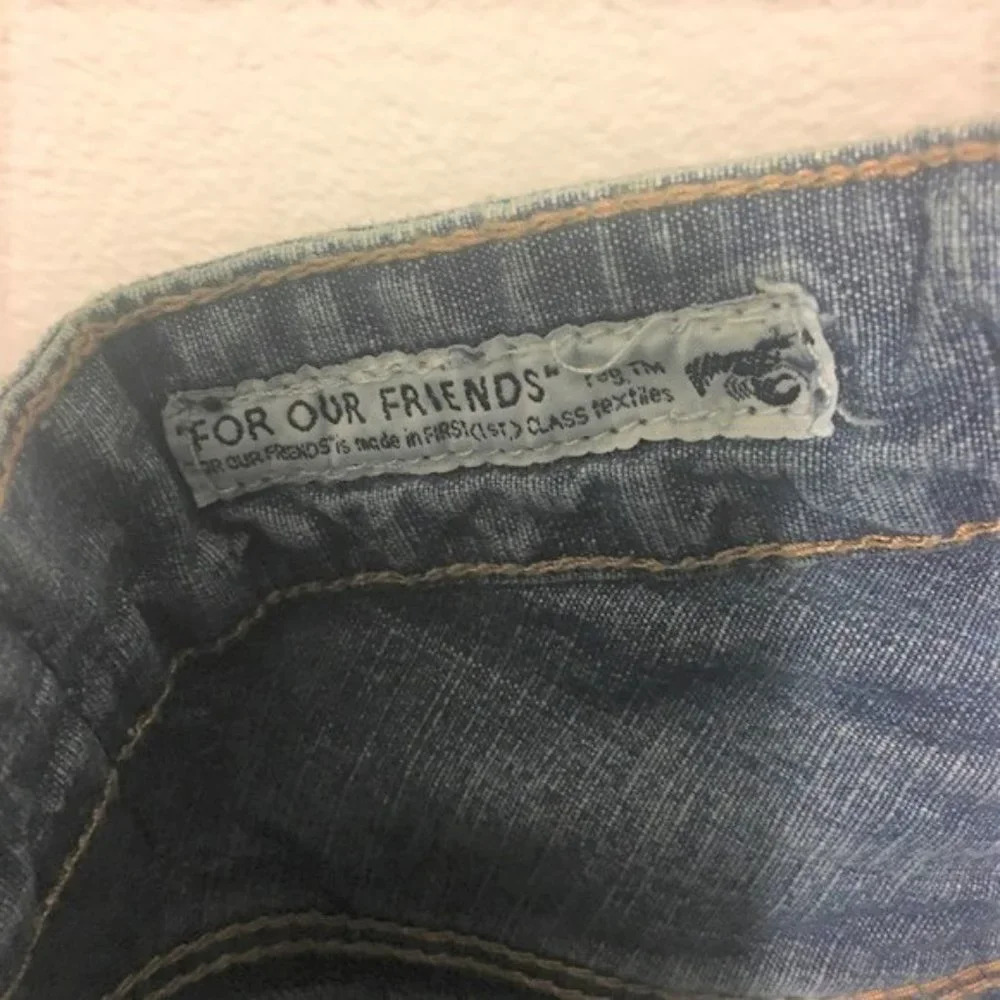 "FOR OUR FRIENDS" reg.TM
"FOR OUR FRIENDS" is made in FIRST(1ST.) CLASS textiles